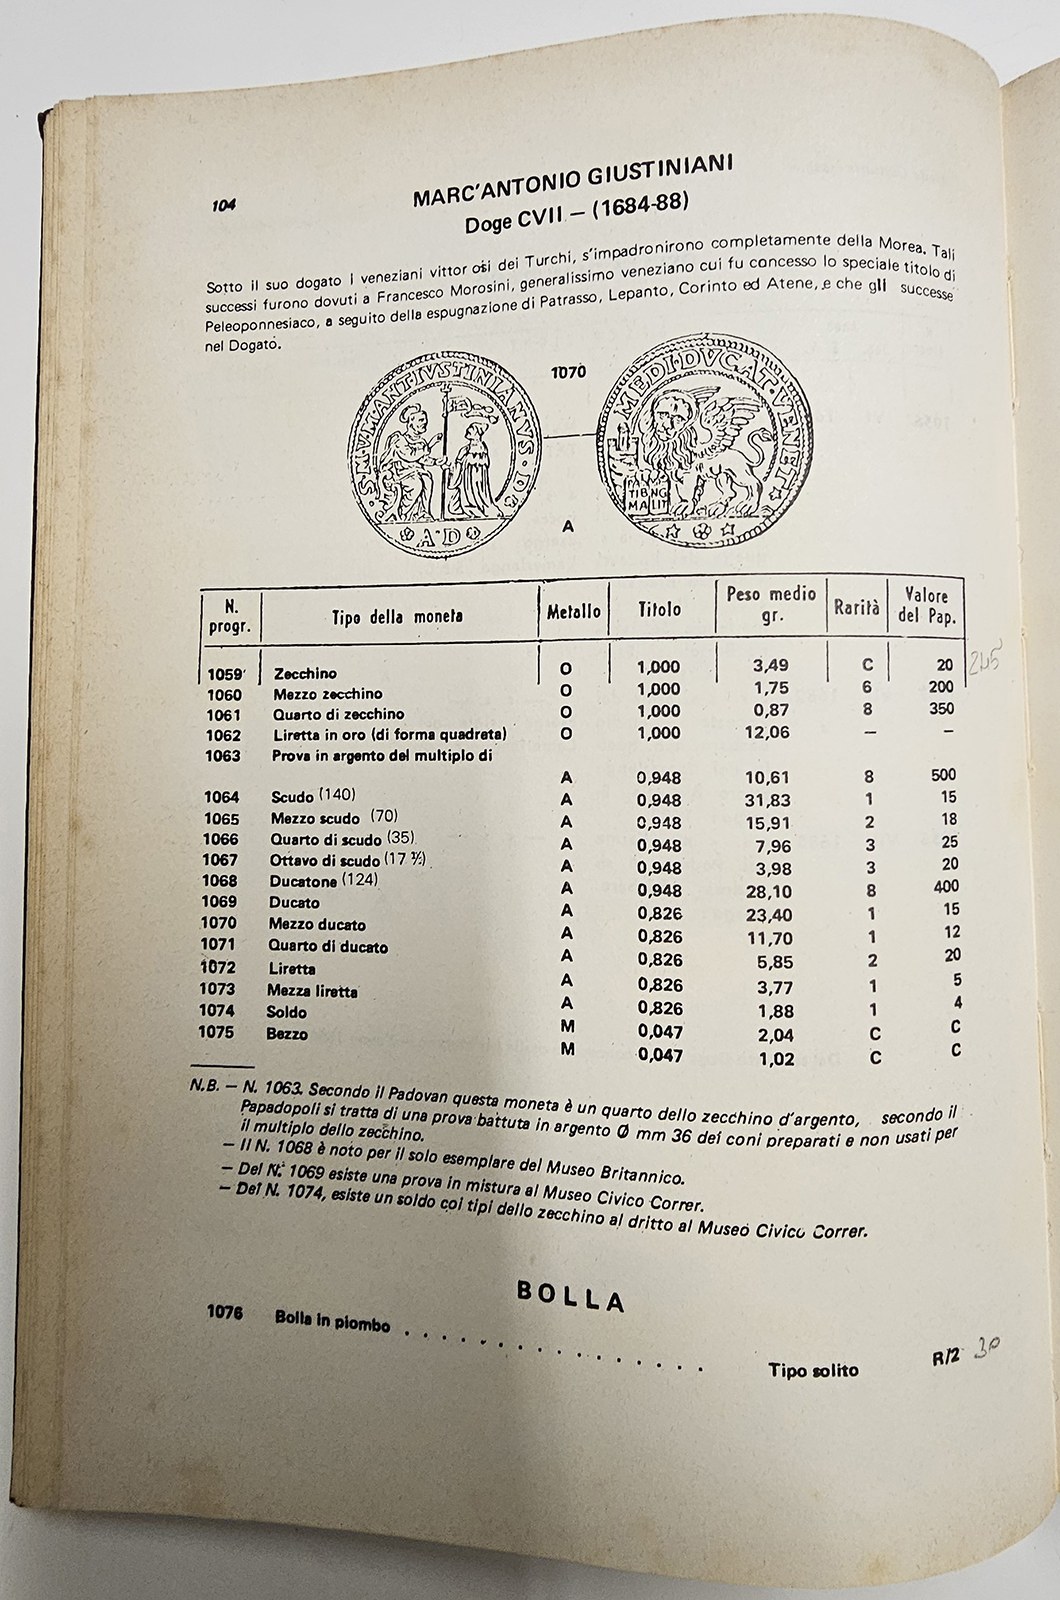 104
MARC'ANTONIO GIUSTINIANI
Doge CVII — (1684-88)
Sotto il suo dogato i veneziani vittor osi dei Turchi, s'impadronirono completamente della Morea. Tali
successi furono dovuti a Francesco Morosini, generalissimo veneziano cui fu concesso lo speciale titolo di
Peleoponnesiaco, a seguito della espugnazione di Patrasso, Lepanto, Corinto ed Atene, e che gli successe
nel Dogato.
S·M·V·M·ANT·IVSTINIANVS·D
·A·D·
1070
A
MEDI·DVCAT·VENET
TIB
MA LIT
N. progr. Tipo della moneta Metallo Titolo Peso medio gr. Rarità Valore del Pap.
1059 Zecchino O 1,000 3,49 C 20 245
1060 Mezzo zecchino O 1,000 1,75 6 200
1061 Quarto di zecchino O 1,000 0,87 8 350
1062 Liretta in oro (di forma quadreta) O 1,000 12,06 — —
1063 Prova in argento del multiplo di
A 0,948 10,61 8 500
1064 Scudo (140) A 0,948 31,83 1 15
1065 Mezzo scudo (70) A 0,948 15,91 2 18
1066 Quarto di scudo (35) A 0,948 7,96 3 25
1067 Ottavo di scudo (17 ½) A 0,948 3,98 3 20
1068 Ducatone (124) A 0,948 28,10 8 400
1069 Ducato A 0,826 23,40 1 15
1070 Mezzo ducato A 0,826 11,70 1 12
1071 Quarto di ducato A 0,826 5,85 2 20
1072 Liretta A 0,826 3,77 1 5
1073 Mezza liretta A 0,826 1,88 1 4
1074 Soldo M 0,047 2,04 C C
1075 Bezzo M 0,047 1,02 C C
N.B. — N. 1063. Secondo il Padovan questa moneta è un quarto dello zecchino d'argento, secondo il
Papadopoli si tratta di una prova battuta in argento Ø mm 36 dei coni preparati e non usati per
il multiplo dello zecchino.
— Il N. 1068 è noto per il solo esemplare del Museo Britannico.
— Del N. 1069 esiste una prova in mistura al Museo Civico Correr.
— Del N. 1074, esiste un soldo coi tipi dello zecchino al dritto al Museo Civico Correr.
BOLLA
1076 Bolla in piombo . . . . . . . . . . . . . . . . . Tipo solito R/2 30